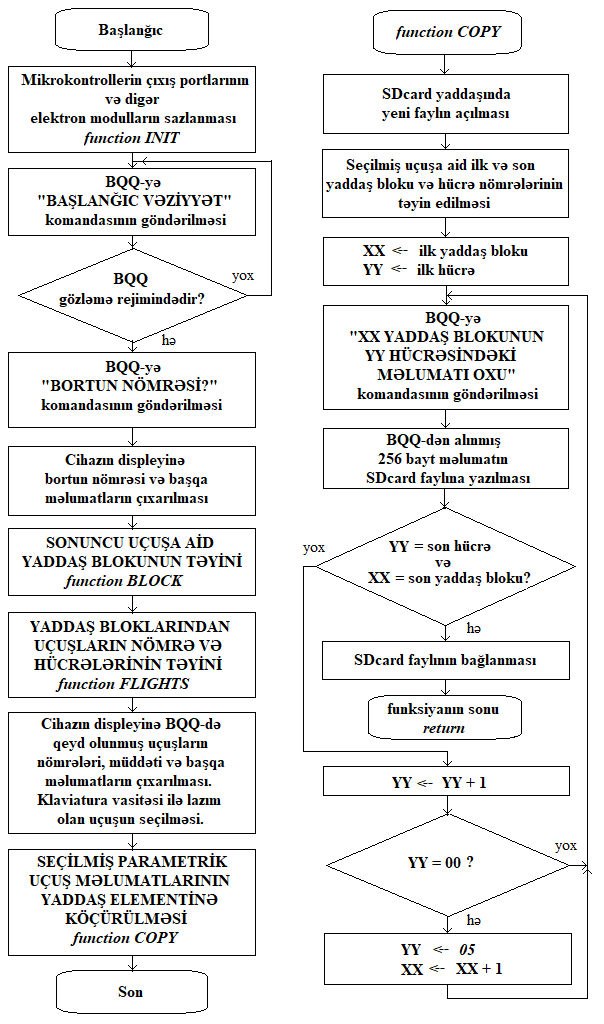 Başlanğıc
Mikrokontrollerin çıxış portlarının
və digər
elektron modulların sazlanması
function INIT
BQQ-yə
"BAŞLANĞIC VƏZİYYƏT"
komandasının göndərilməsi
BQQ
gözləmə rejimindədir?
yox
hə
BQQ-yə
"BORTUN NÖMRƏSİ?"
komandasının göndərilməsi
Cihazın displeyinə
bortun nömrəsi və başqa
məlumatların çıxarılması
SONUNCU UÇUŞA AİD
YADDAŞ BLOKUNUN TƏYİNİ
function BLOCK
YADDAŞ BLOKLARINDAN
UÇUŞLARIN NÖMRƏ VƏ
HÜCRƏLƏRİNİN TƏYİNİ
function FLIGHTS
Cihazın displeyinə BQQ-də
qeyd olunmuş uçuşların
nömrələri, müddəti və başqa
məlumatların çıxarılması.
Klaviatura vasitəsi ilə lazım
olan uçuşun seçilməsi.
SEÇİLMİŞ PARAMETRİK
UÇUŞ MƏLUMATLARININ
YADDAŞ ELEMENTİNƏ
KÖÇÜRÜLMƏSİ
function COPY
Son
function COPY
SDcard yaddaşında
yeni faylın açılması
Seçilmiş uçuşa aid ilk və son
yaddaş bloku və hücrə nömrələrinin
təyin edilməsi
XX <- ilk yaddaş bloku
YY <- ilk hücrə
BQQ-yə
"XX YADDAŞ BLOKUNUN
YY HÜCRƏSİNDƏKİ
MƏLUMATI OXU"
komandasının göndərilməsi
BQQ-dən alınmış
256 bayt məlumatın
SDcard faylına yazılması
yox
YY = son hücrə
və
XX = son yaddaş bloku?
hə
SDcard faylının bağlanması
funksiyanın sonu
return
YY <- YY + 1
YY = 00 ?
yox
hə
YY <- 05
XX <- XX + 1